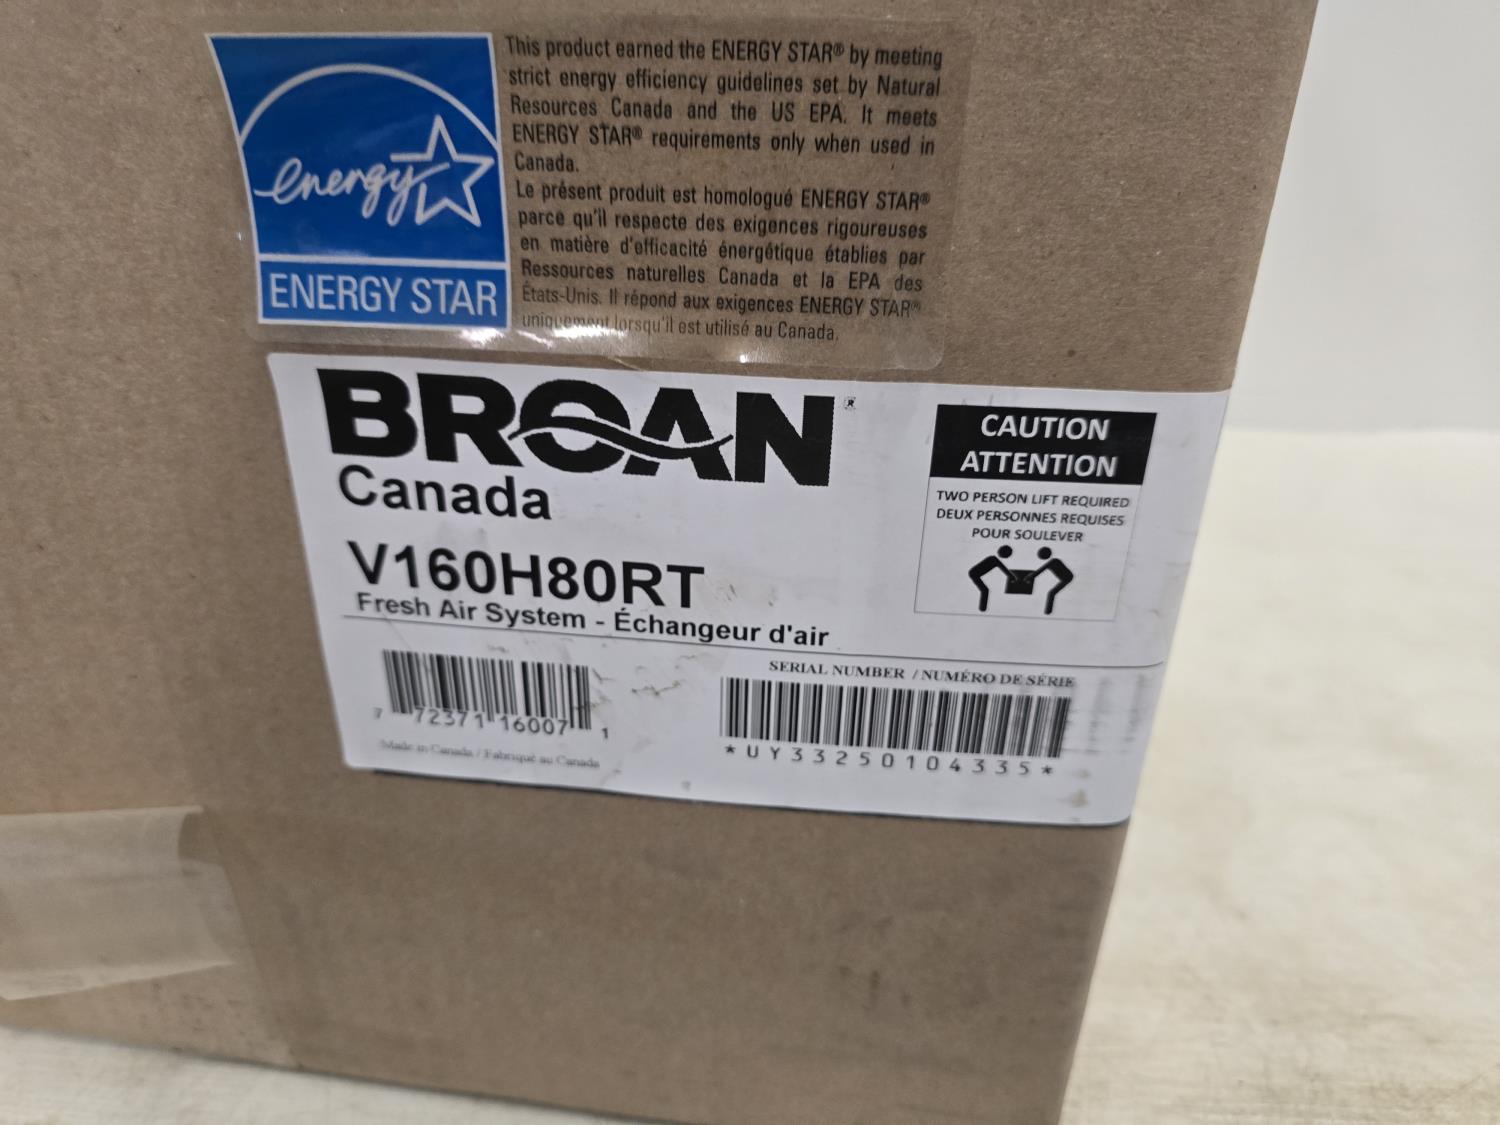 This product earned the ENERGY STAR® by meeting
strict energy efficiency guidelines set by Natural
Resources Canada and the US EPA. It meets
ENERGY STAR® requirements only when used in
Canada.
Le présent produit est homologué ENERGY STAR®
parce qu'il respecte des exigences rigoureuses
en matière d'efficacité énergétique établies par
Ressources naturelles Canada et la EPA des
États-Unis. Il répond aux exigences ENERGY STAR®
uniquement lorsqu'il est utilisé au Canada.
energy
ENERGY STAR
BROAN®
Canada
V160H80RT
Fresh Air System - Échangeur d'air
CAUTION
ATTENTION
TWO PERSON LIFT REQUIRED
DEUX PERSONNES REQUISES
POUR SOULEVER
7 72371 16007 1
Made in Canada / Fabriqué au Canada
SERIAL NUMBER / NUMÉRO DE SÉRIE
*UY33250104335*